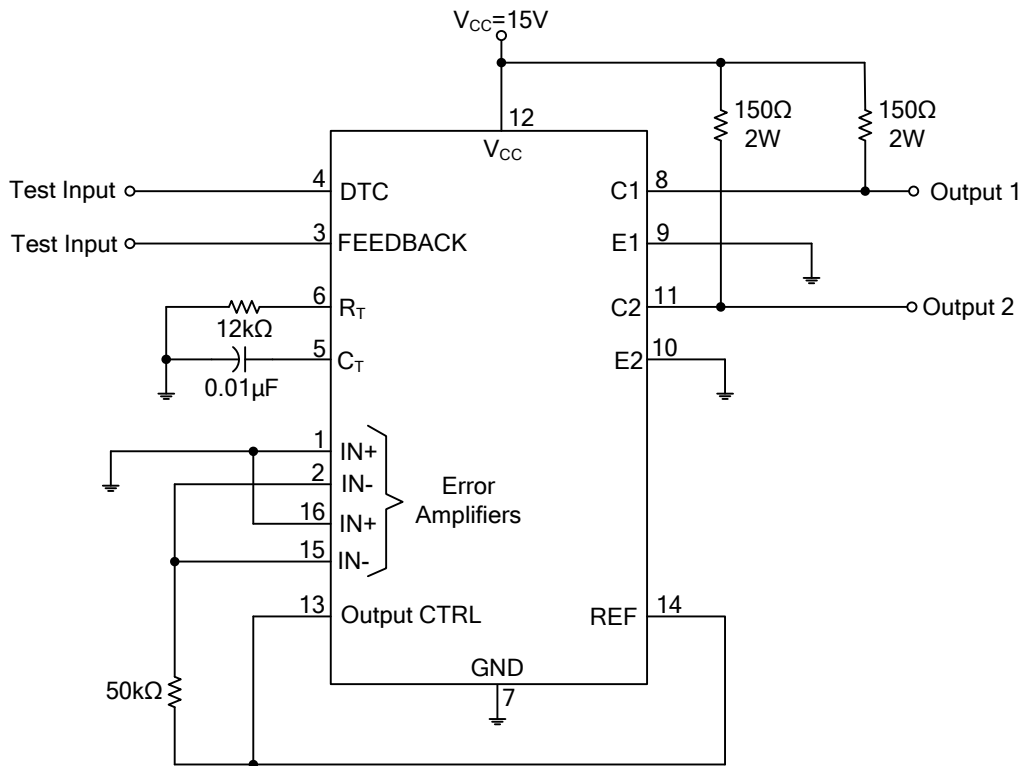 V_CC=15V
12
V_CC
150Ω
2W
150Ω
2W
Test Input
4
DTC
C1
8
Output 1
Test Input
3
FEEDBACK
E1
9
6
R_T
12kΩ
C2
11
Output 2
5
C_T
0.01µF
E2
10
1
IN+
2
IN-
16
IN+
15
IN-
Error
Amplifiers
13
Output CTRL
REF
14
GND
7
50kΩ